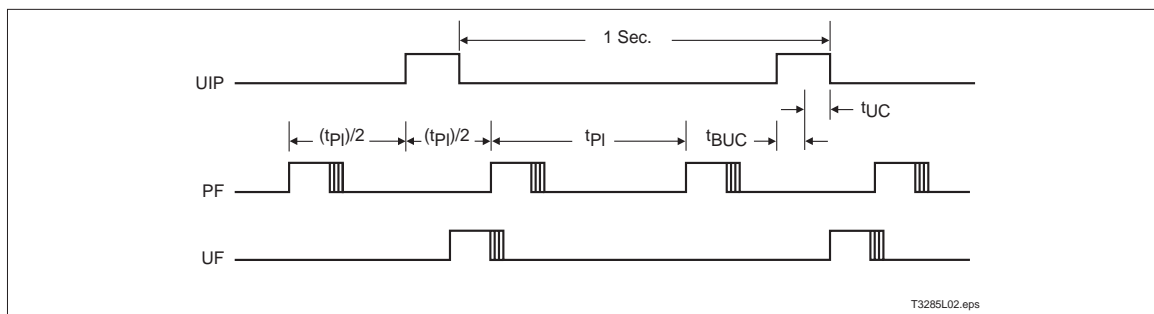 1 Sec.
UIP
tUC
(tPI)/2
(tPI)/2
tPI
tBUC
PF
UF
T3285L02.eps